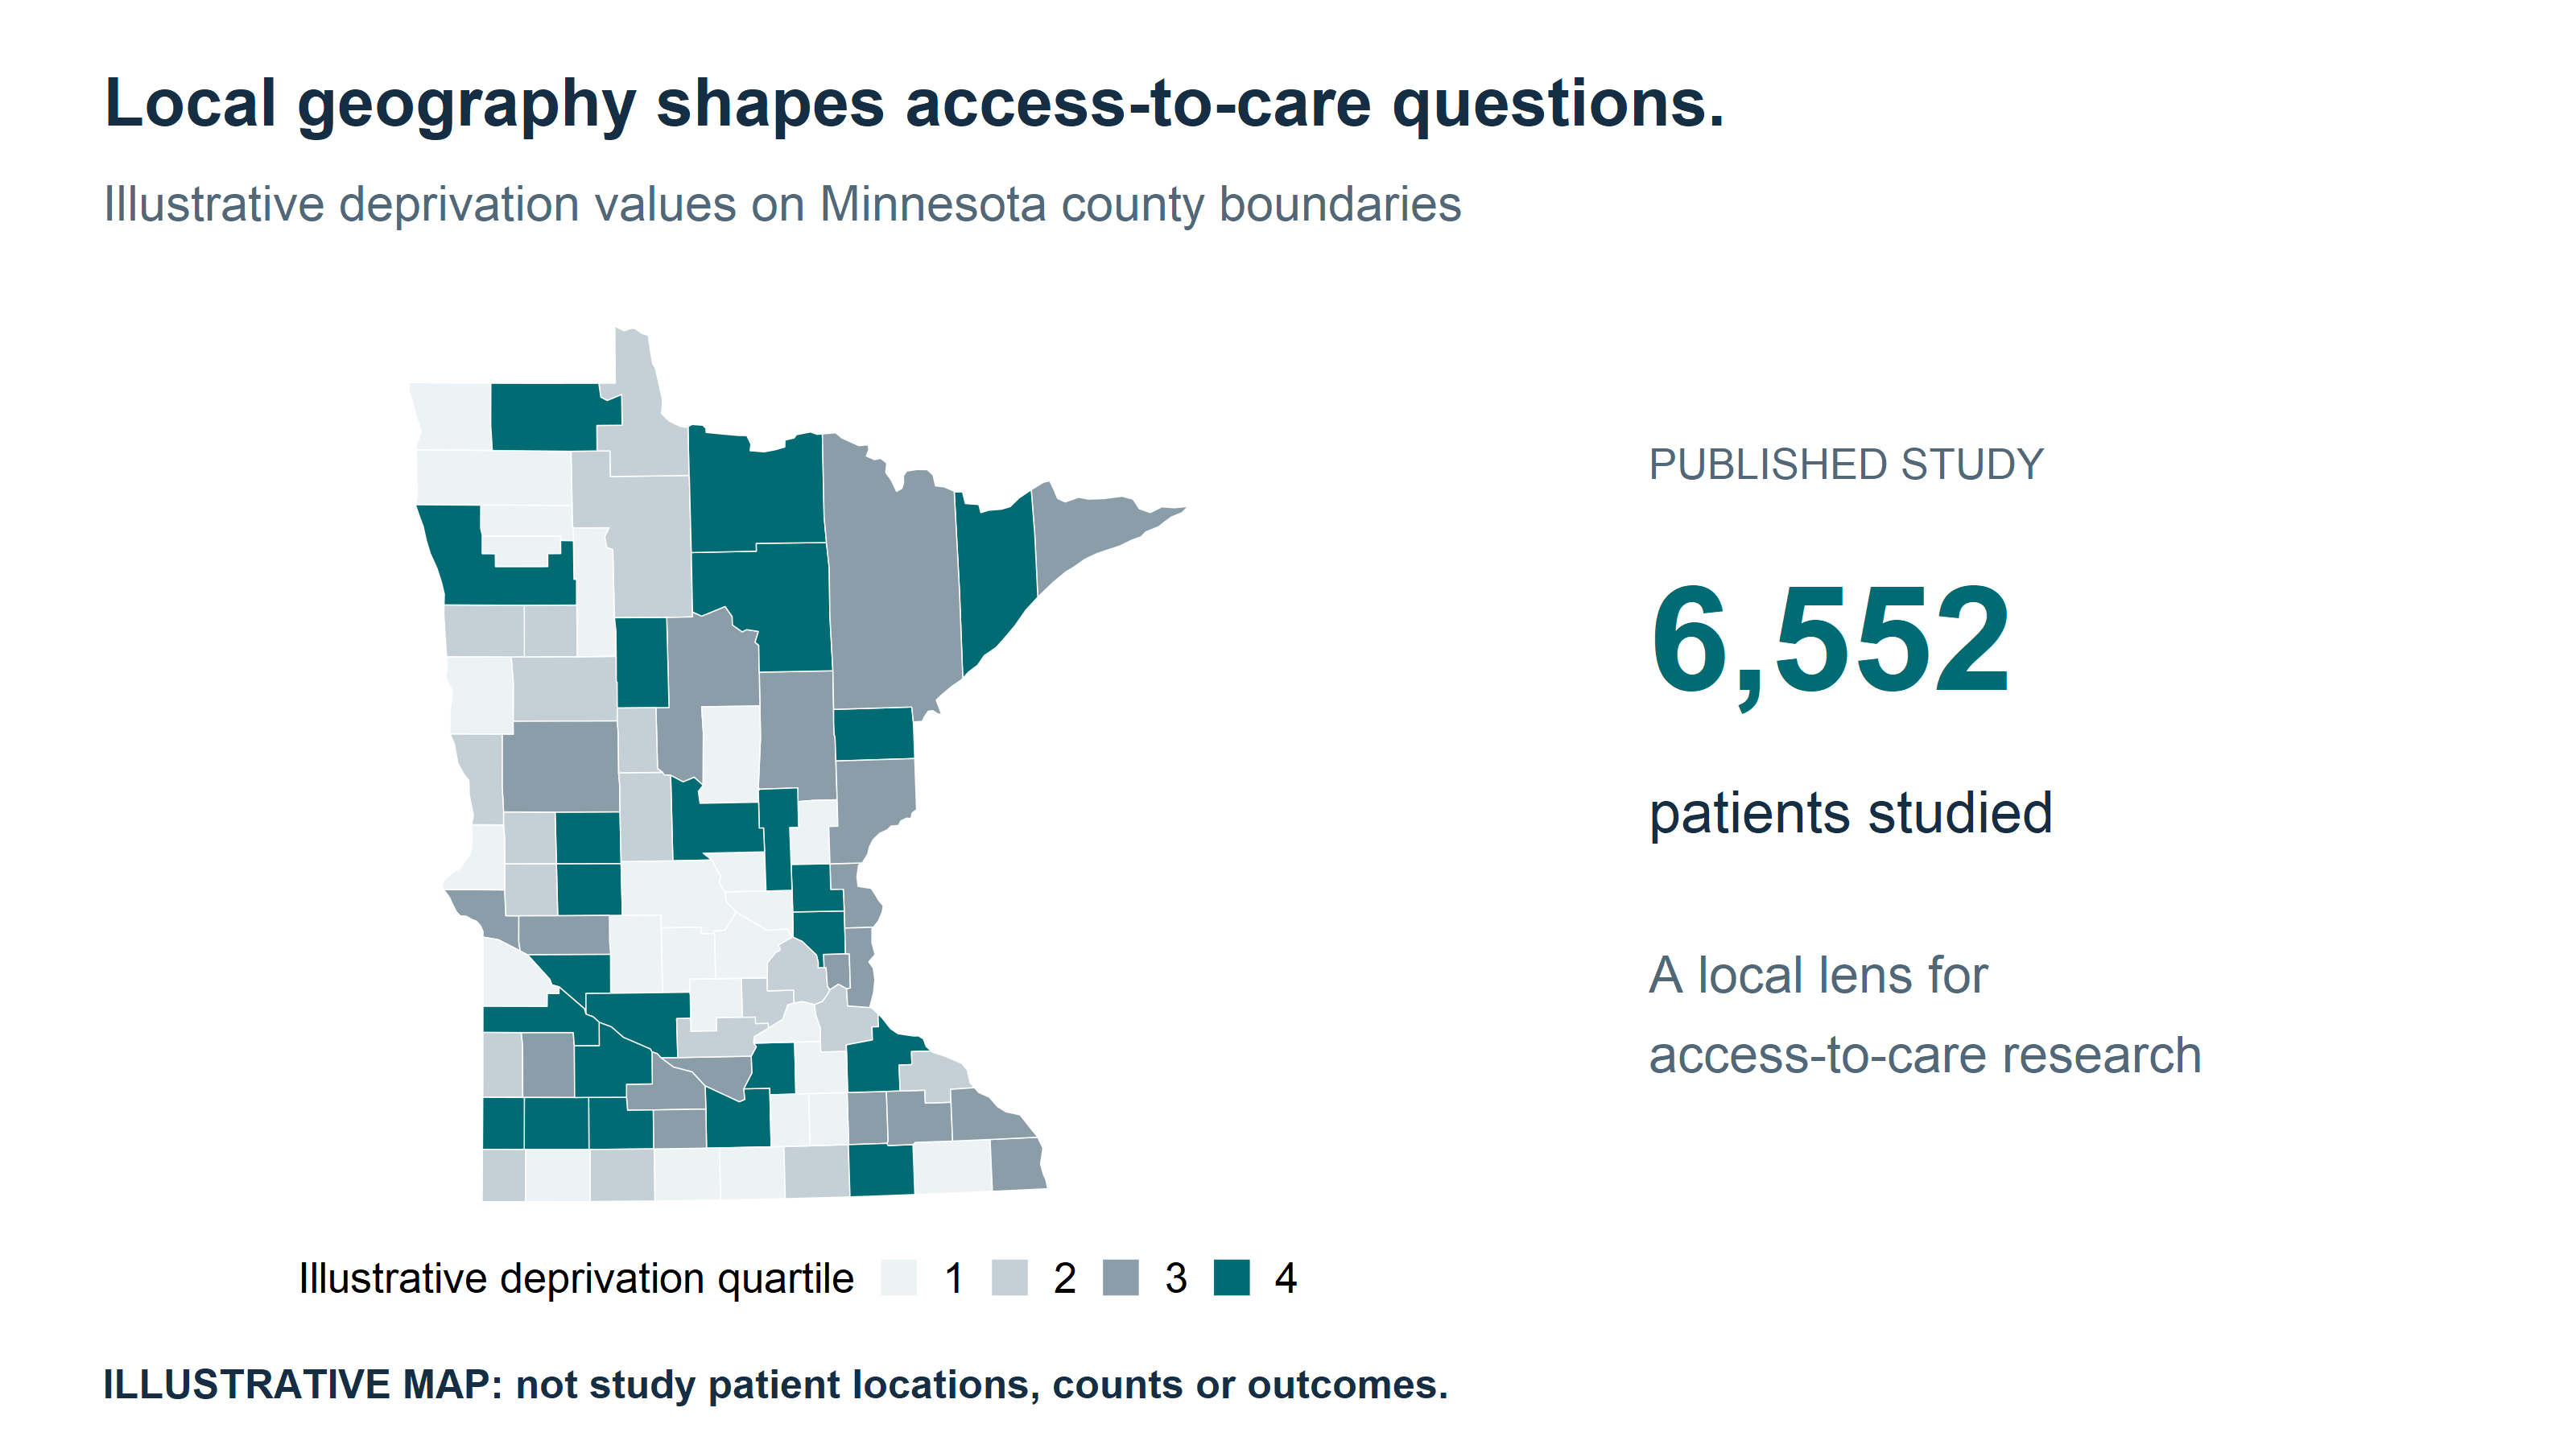 Local geography shapes access-to-care questions.
Illustrative deprivation values on Minnesota county boundaries
PUBLISHED STUDY
6,552
patients studied
A local lens for
access-to-care research
Illustrative deprivation quartile 1 2 3 4
ILLUSTRATIVE MAP: not study patient locations, counts or outcomes.